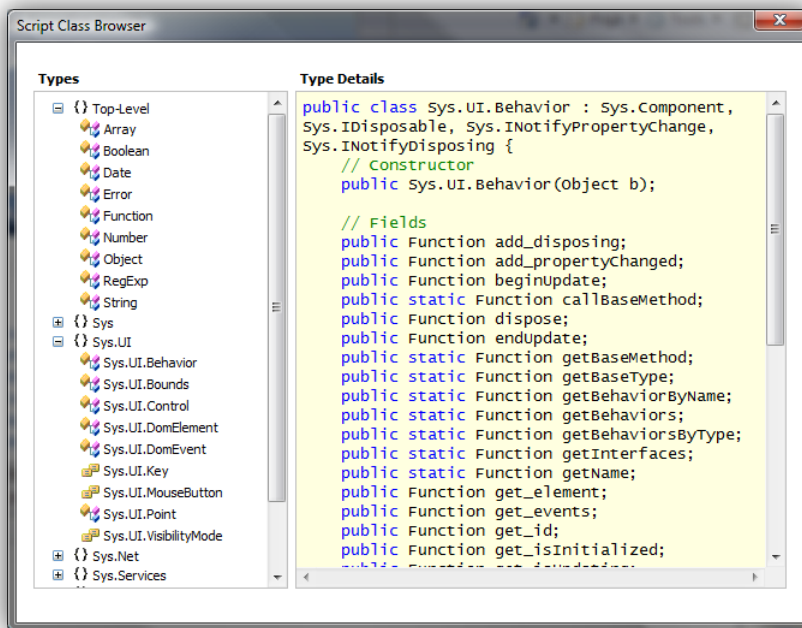 Script Class Browser
Types
{} Top-Level
Array
Boolean
Date
Error
Function
Number
Object
RegExp
String
{} Sys
{} Sys.UI
Sys.UI.Behavior
Sys.UI.Bounds
Sys.UI.Control
Sys.UI.DomElement
Sys.UI.DomEvent
Sys.UI.Key
Sys.UI.MouseButton
Sys.UI.Point
Sys.UI.VisibilityMode
{} Sys.Net
{} Sys.Services
Type Details
public class Sys.UI.Behavior : Sys.Component,
Sys.IDisposable, Sys.INotifyPropertyChange,
Sys.INotifyDisposing {
// Constructor
public Sys.UI.Behavior(Object b);
// Fields
public Function add_disposing;
public Function add_propertyChanged;
public Function beginUpdate;
public static Function callBaseMethod;
public Function dispose;
public Function endUpdate;
public static Function getBaseMethod;
public static Function getBaseType;
public static Function getBehaviorByName;
public static Function getBehaviors;
public static Function getBehaviorsByType;
public static Function getInterfaces;
public static Function getName;
public Function get_element;
public Function get_events;
public Function get_id;
public Function get_isInitialized;
public Function get_isUpdating;